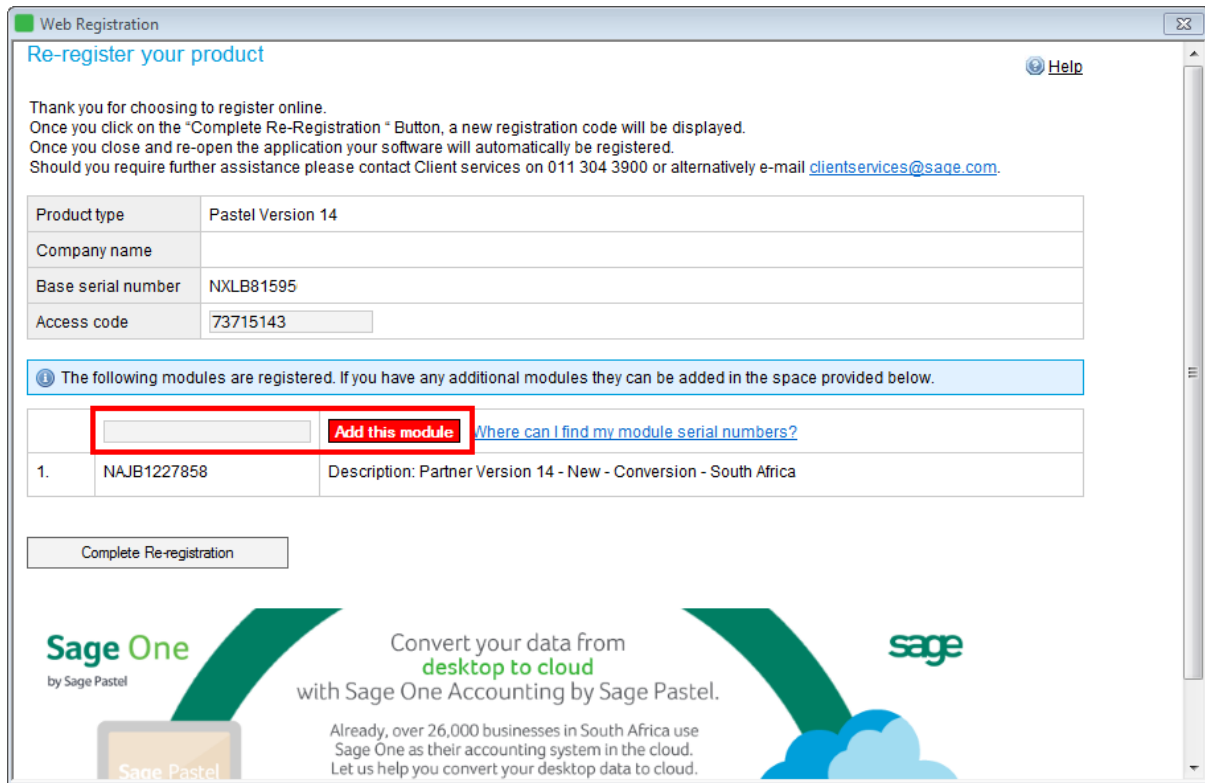 Web Registration
Re-register your product
Help
Thank you for choosing to register online.
Once you click on the “Complete Re-Registration “ Button, a new registration code will be displayed.
Once you close and re-open the application your software will automatically be registered.
Should you require further assistance please contact Client services on 011 304 3900 or alternatively e-mail clientservices@sage.com.
Product type Pastel Version 14
Company name
Base serial number NXLB81595
Access code 73715143
The following modules are registered. If you have any additional modules they can be added in the space provided below.
Add this module Where can I find my module serial numbers?
1. NAJB1227858 Description: Partner Version 14 - New - Conversion - South Africa
Complete Re-registration
Sage One
by Sage Pastel
Convert your data from
desktop to cloud
with Sage One Accounting by Sage Pastel.
sage
Already, over 26,000 businesses in South Africa use
Sage One as their accounting system in the cloud.
Let us help you convert your desktop data to cloud.
Sage Pastel